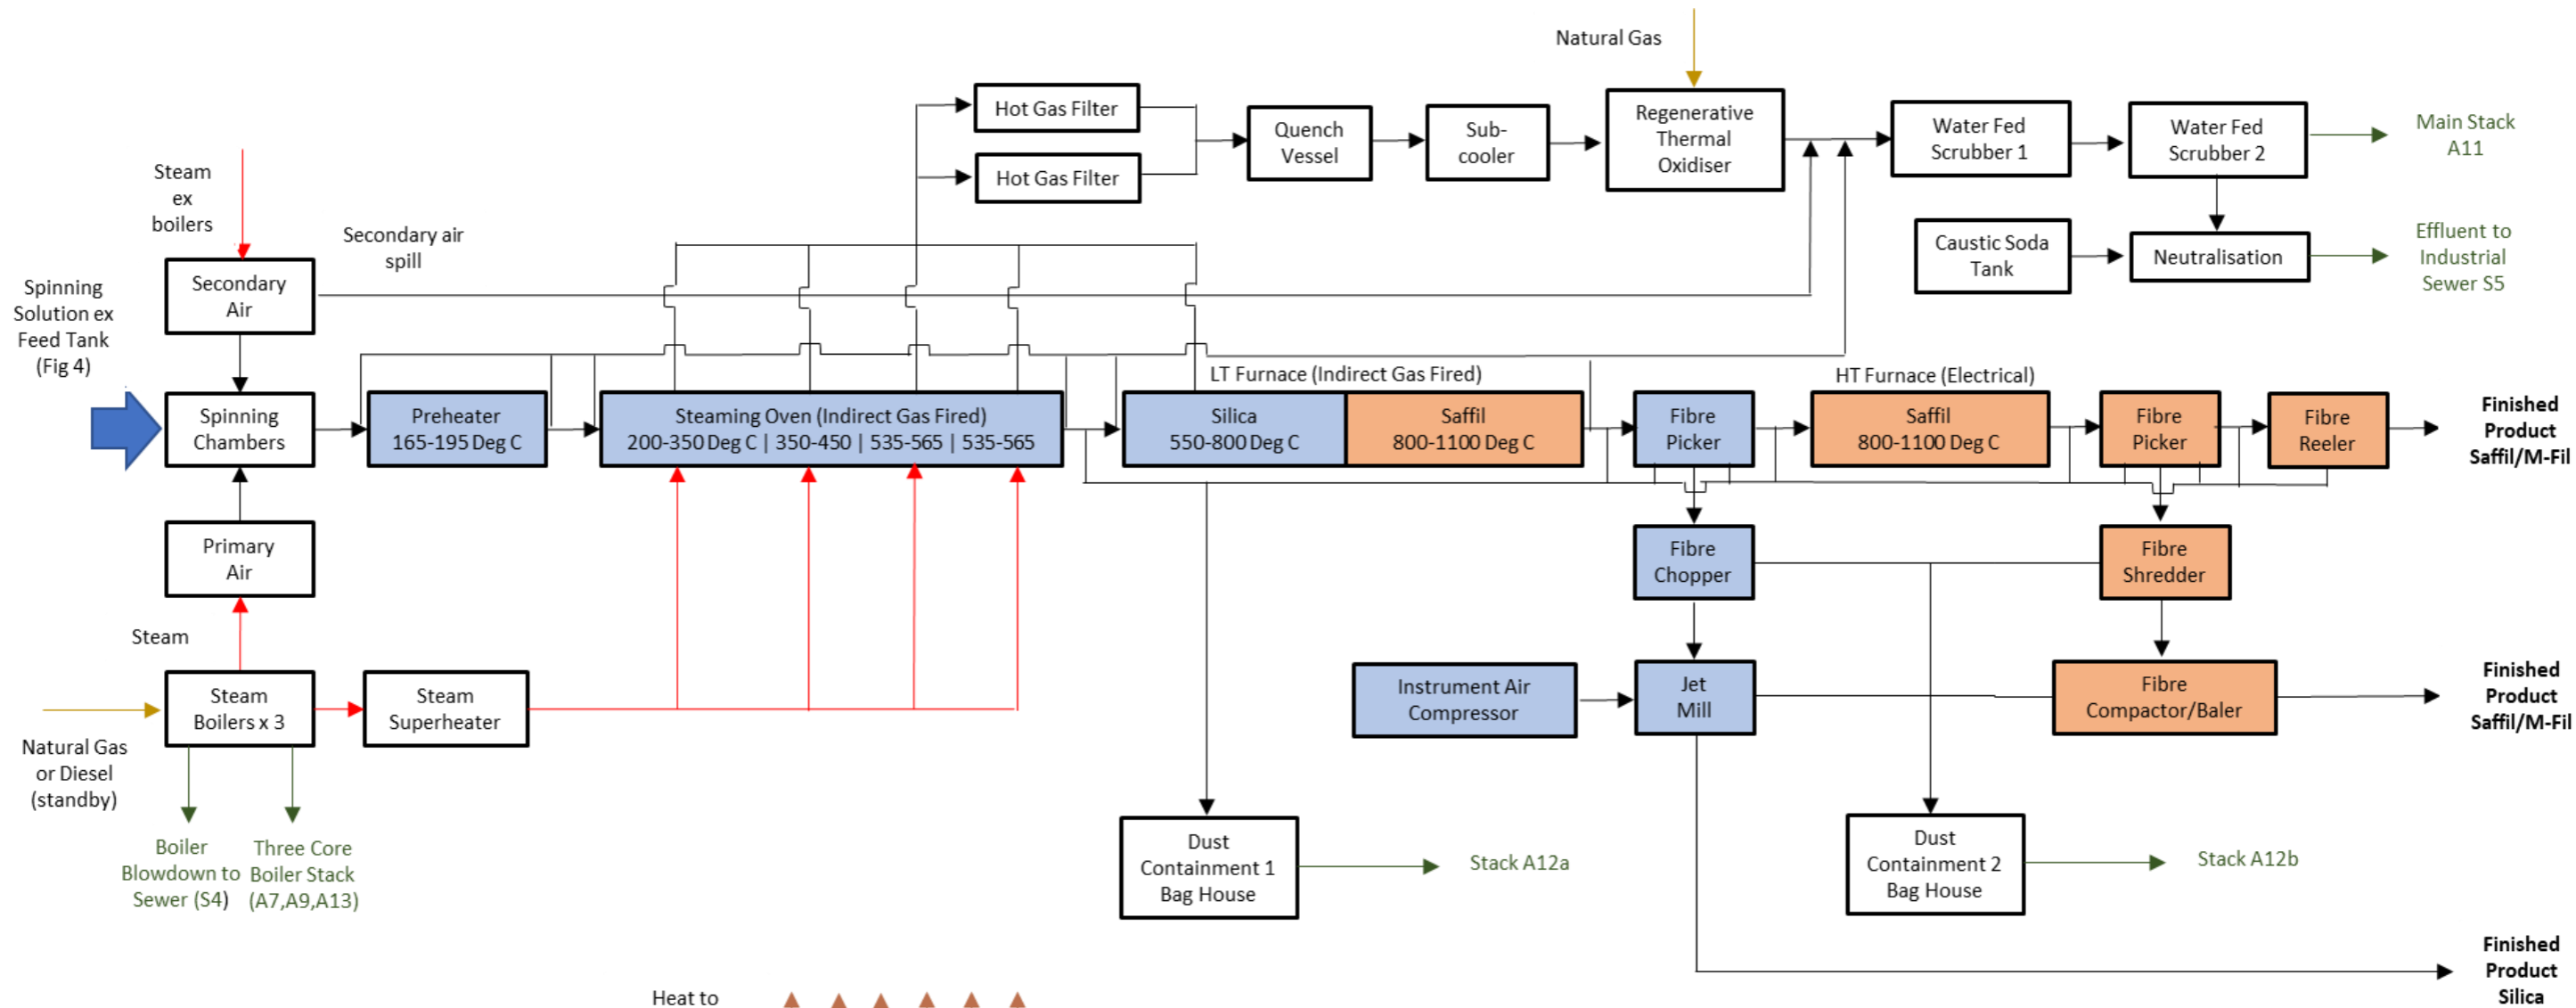 Natural Gas
Hot Gas Filter
Hot Gas Filter
Quench
Vessel
Sub-
cooler
Regenerative
Thermal
Oxidiser
Water Fed
Scrubber 1
Water Fed
Scrubber 2
Main Stack
A11
Steam
ex
boilers
Secondary air
spill
Caustic Soda
Tank
Neutralisation
Effluent to
Industrial
Sewer S5
Spinning
Solution ex
Feed Tank
(Fig 4)
Secondary
Air
LT Furnace (Indirect Gas Fired)
HT Furnace (Electrical)
Spinning
Chambers
Preheater
165-195 Deg C
Steaming Oven (Indirect Gas Fired)
200-350 Deg C | 350-450 | 535-565 | 535-565
Silica
550-800 Deg C
Saffil
800-1100 Deg C
Fibre
Picker
Saffil
800-1100 Deg C
Fibre
Picker
Fibre
Reeler
Finished
Product
Saffil/M-Fil
Primary
Air
Fibre
Chopper
Fibre
Shredder
Steam
Steam
Boilers x 3
Steam
Superheater
Instrument Air
Compressor
Jet
Mill
Fibre
Compactor/Baler
Finished
Product
Saffil/M-Fil
Natural Gas
or Diesel
(standby)
Boiler
Blowdown to
Sewer (S4)
Three Core
Boiler Stack
(A7,A9,A13)
Dust
Containment 1
Bag House
Stack A12a
Dust
Containment 2
Bag House
Stack A12b
Finished
Product
Silica
Heat to